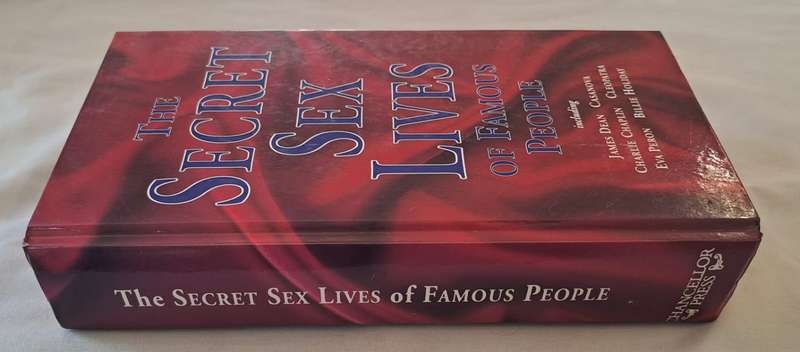 THE
SECRET
SEX
LIVES
OF FAMOUS
PEOPLE
including
JAMES DEAN CASANOVA
CHARLIE CHAPLIN CLEOPATRA
EVA PERON BILLIE HOLIDAY
The SECRET SEX LIVES of FAMOUS PEOPLE
CHANCELLOR
PRESS